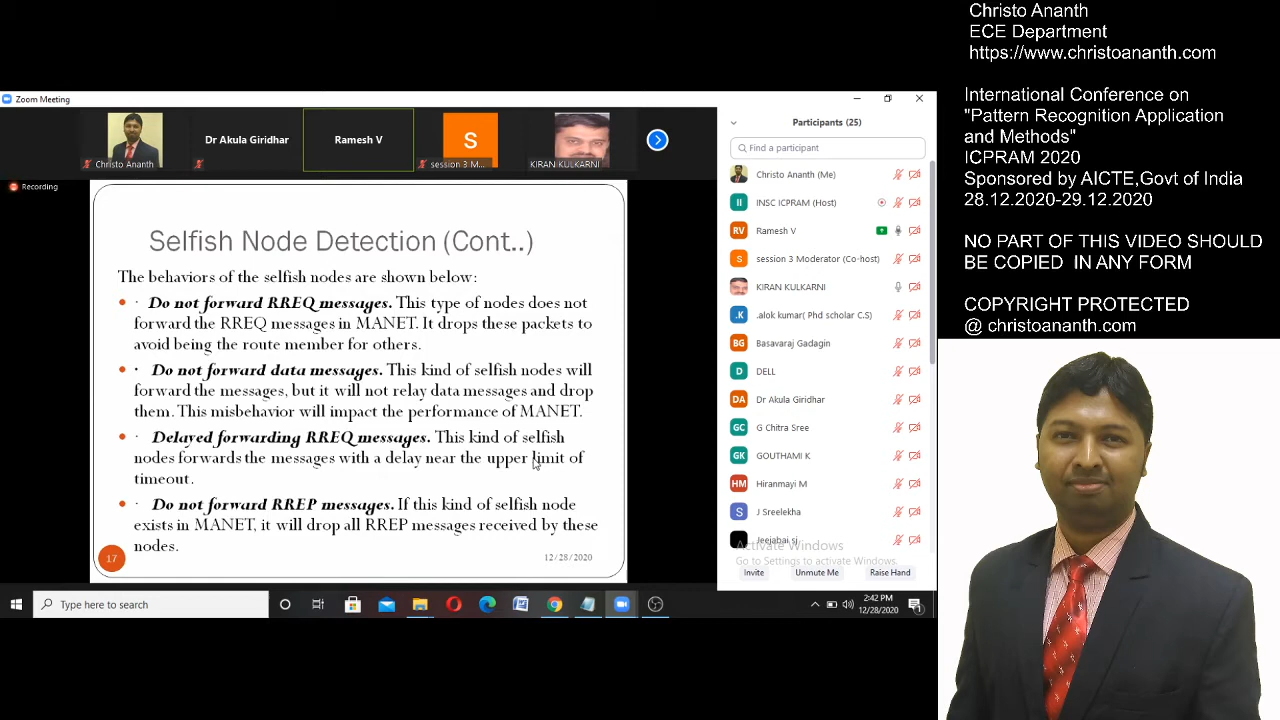 Zoom Meeting
Christo Ananth
Dr Akula Giridhar
Ramesh V
S
session 3 M...
KIRAN KULKARNI
Recording
Selfish Node Detection (Cont..)
The behaviors of the selfish nodes are shown below:
· Do not forward RREQ messages. This type of nodes does not
forward the RREQ messages in MANET. It drops these packets to
avoid being the route member for others.
· Do not forward data messages. This kind of selfish nodes will
forward the messages, but it will not relay data messages and drop
them. This misbehavior will impact the performance of MANET.
· Delayed forwarding RREQ messages. This kind of selfish
nodes forwards the messages with a delay near the upper limit of
timeout.
· Do not forward RREP messages. If this kind of selfish node
exists in MANET, it will drop all RREP messages received by these
nodes.
17
12/28/2020
Participants (25)
Find a participant
Christo Ananth (Me)
II INSC ICPRAM (Host)
RV Ramesh V
S session 3 Moderator (Co-host)
KIRAN KULKARNI
.K .alok kumar( Phd scholar C.S)
BG Basavaraj Gadagin
D DELL
DA Dr Akula Giridhar
GC G Chitra Sree
GK GOUTHAMI K
HM Hiranmayi M
S J Sreelekha
Jeejabai.sj
Activate Windows
Go to Settings to activate Windows.
Invite
Unmute Me
Raise Hand
Type here to search
2:42 PM
12/28/2020
1
Christo Ananth
ECE Department
https://www.christoananth.com
International Conference on
"Pattern Recognition Application
and Methods"
ICPRAM 2020
Sponsored by AICTE,Govt of India
28.12.2020-29.12.2020
NO PART OF THIS VIDEO SHOULD
BE COPIED IN ANY FORM
COPYRIGHT PROTECTED
@ christoananth.com